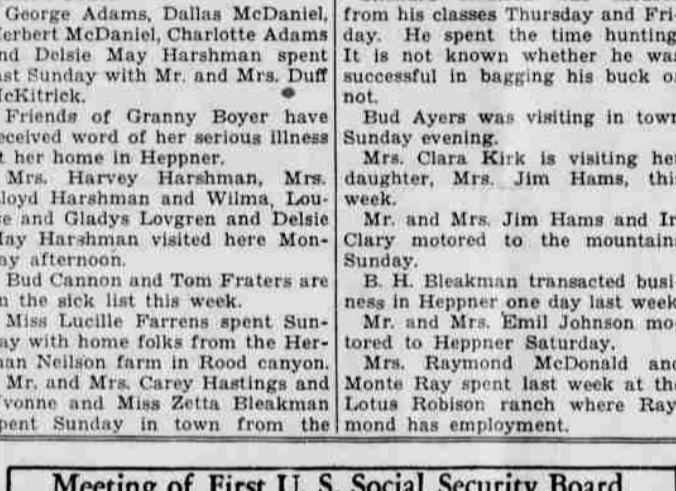 George Adams, Dallas McDaniel,
erbert McDaniel, Charlotte Adams
nd Delsie May Harshman spent
ast Sunday with Mr. and Mrs. Duff
cKitrick.
Friends of Granny Boyer have
eceived word of her serious illness
t her home in Heppner.
Mrs. Harvey Harshman, Mrs.
loyd Harshman and Wilma, Lou-
se and Gladys Lovgren and Delsie
ay Harshman visited here Mon-
ay afternoon.
Bud Cannon and Tom Fraters are
n the sick list this week.
Miss Lucille Farrens spent Sun-
ay with home folks from the Her-
man Neilson farm in Rood canyon.
Mr. and Mrs. Carey Hastings and
vonne and Miss Zetta Bleakman
pent Sunday in town from the
from his classes Thursday and Fri-
day. He spent the time hunting.
It is not known whether he was
successful in bagging his buck or
not.
Bud Ayers was visiting in town
Sunday evening.
Mrs. Clara Kirk is visiting her
daughter, Mrs. Jim Hams, this
week.
Mr. and Mrs. Jim Hams and Ir
Clary motored to the mountains
Sunday.
B. H. Bleakman transacted busi-
ness in Heppner one day last week.
Mr. and Mrs. Emil Johnson mo-
tored to Heppner Saturday.
Mrs. Raymond McDonald and
Monte Ray spent last week at the
Lotus Robison ranch where Ray-
mond has employment.
Meeting of First U. S. Social Security Board